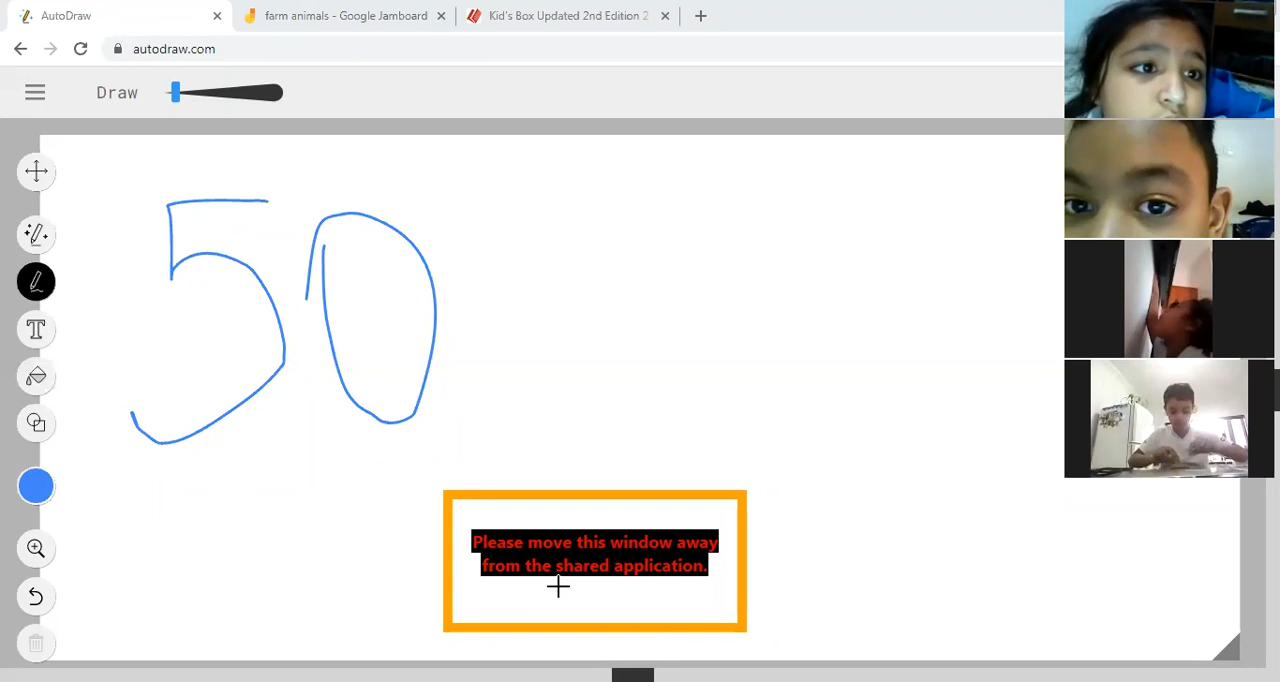 AutoDraw
farm animals - Google Jamboard
Kid's Box Updated 2nd Edition 2
autodraw.com
Draw
50
T
Please move this window away
from the shared application.